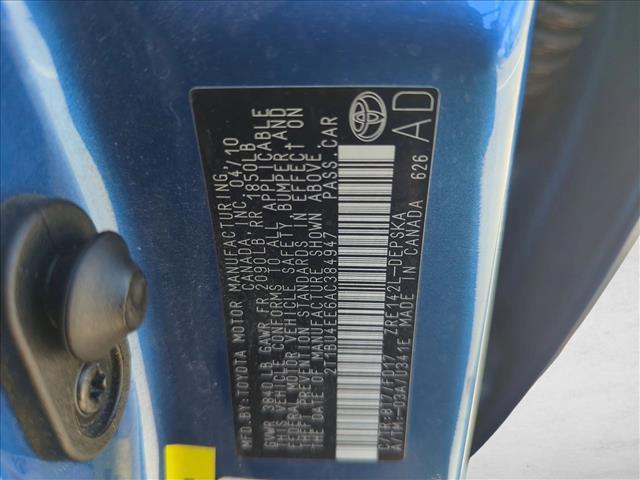 MFD. BY: TOYOTA MOTOR MANUFACTURING,
CANADA, INC. 04/10
GVWR 3840LB GAWR FR 2090LB, RR 1850LB
THIS VEHICLE CONFORMS TO ALL APPLICABLE
FEDERAL MOTOR VEHICLE SAFETY, BUMPER AND
THEFT PREVENTION STANDARDS IN EFFECT ON
THE DATE OF MANUFACTURE SHOWN ABOVE.
2T1BU4EE6AC384947 PASS. CAR
C/TR: 8T7/FD17 ZRE142L-DEPSKA
A/TM: -03A/U341E MADE IN CANADA 626
AD